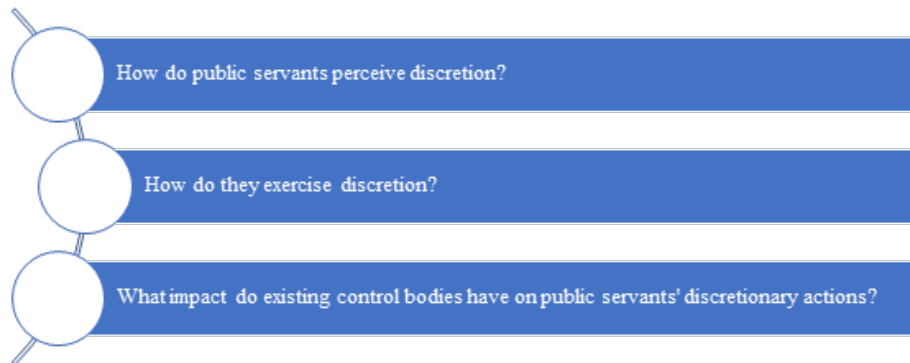 How do public servants perceive discretion?
How do they exercise discretion?
What impact do existing control bodies have on public servants' discretionary actions?